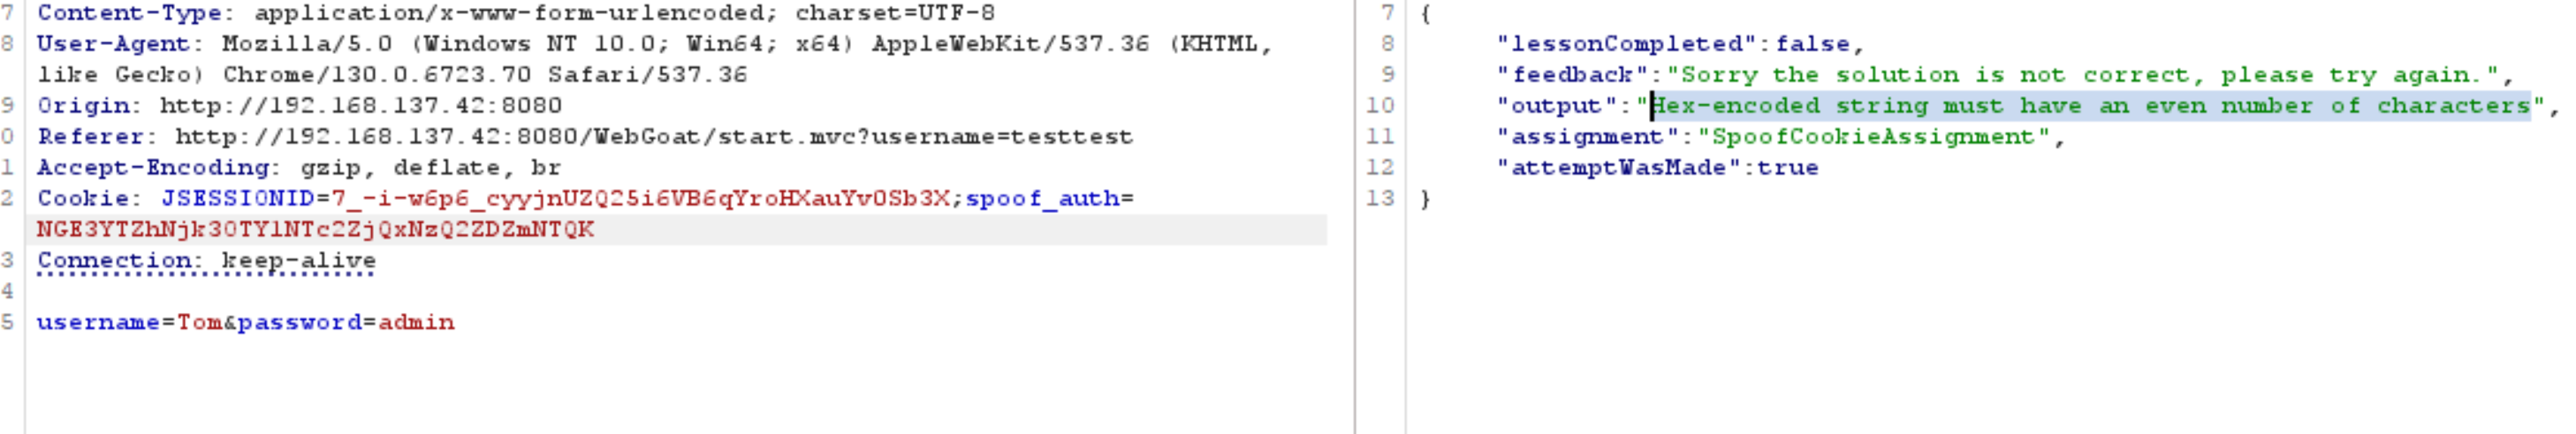 7 Content-Type: application/x-www-form-urlencoded; charset=UTF-8
8 User-Agent: Mozilla/5.0 (Windows NT 10.0; Win64; x64) AppleWebKit/537.36 (KHTML,
like Gecko) Chrome/130.0.6723.70 Safari/537.36
9 Origin: http://192.168.137.42:8080
0 Referer: http://192.168.137.42:8080/WebGoat/start.mvc?username=testtest
1 Accept-Encoding: gzip, deflate, br
2 Cookie: JSESSIONID=7_-i-w6p6_cyyjnUZQ25i6VB6qYroHXauYvOSb3X;spoof_auth=
NGE3YTZhNjk3OTYlNTc2ZjQxNzQ2ZDZmNTQK
3 Connection: keep-alive
4
5 username=Tom&password=admin
7 {
8 "lessonCompleted":false,
9 "feedback":"Sorry the solution is not correct, please try again.",
10 "output":"Hex-encoded string must have an even number of characters",
11 "assignment":"SpoofCookieAssignment",
12 "attemptWasMade":true
13 }